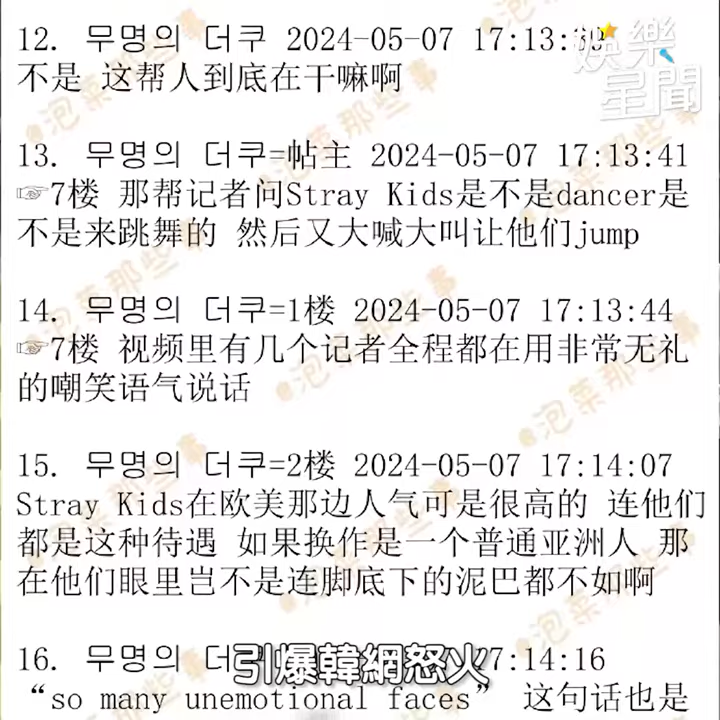 12. 무명의 더쿠 2024-05-07 17:13:39
娛樂
星聞
不是 这帮人到底在干嘛啊
13. 무명의 더쿠=帖主 2024-05-07 17:13:41
☞7楼 那帮记者问Stray Kids是不是dancer是
不是来跳舞的 然后又大喊大叫让他们jump
14. 무명의 더쿠=1楼 2024-05-07 17:13:44
☞7楼 视频里有几个记者全程都在用非常无礼
的嘲笑语气说话
15. 무명의 더쿠=2楼 2024-05-07 17:14:07
Stray Kids在欧美那边人气可是很高的 连他们
都是这种待遇 如果换作是一个普通亚洲人 那
在他们眼里岂不是连脚底下的泥巴都不如啊
16. 무명의 더 17:14:16
引爆韓網怒火
“so many unemotional faces” 这句话也是
泡菜那些事